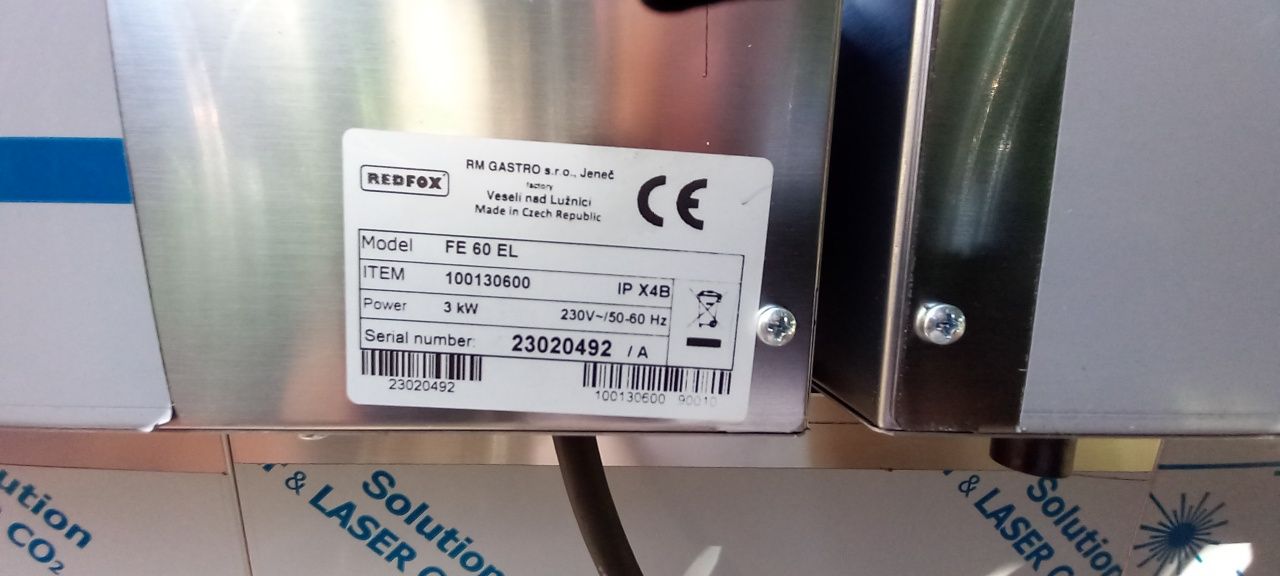 REDFOX
RM GASTRO s.r.o., Jeneč
factory
Veselí nad Lužnicí
Made in Czech Republic
CE
Model FE 60 EL
ITEM 100130600 IP X4B
Power 3 kW 230V~/50-60 Hz
Serial number: 23020492 / A
23020492
100130600 90010
Solution
& LASER
Solution
& LASER
CO₂